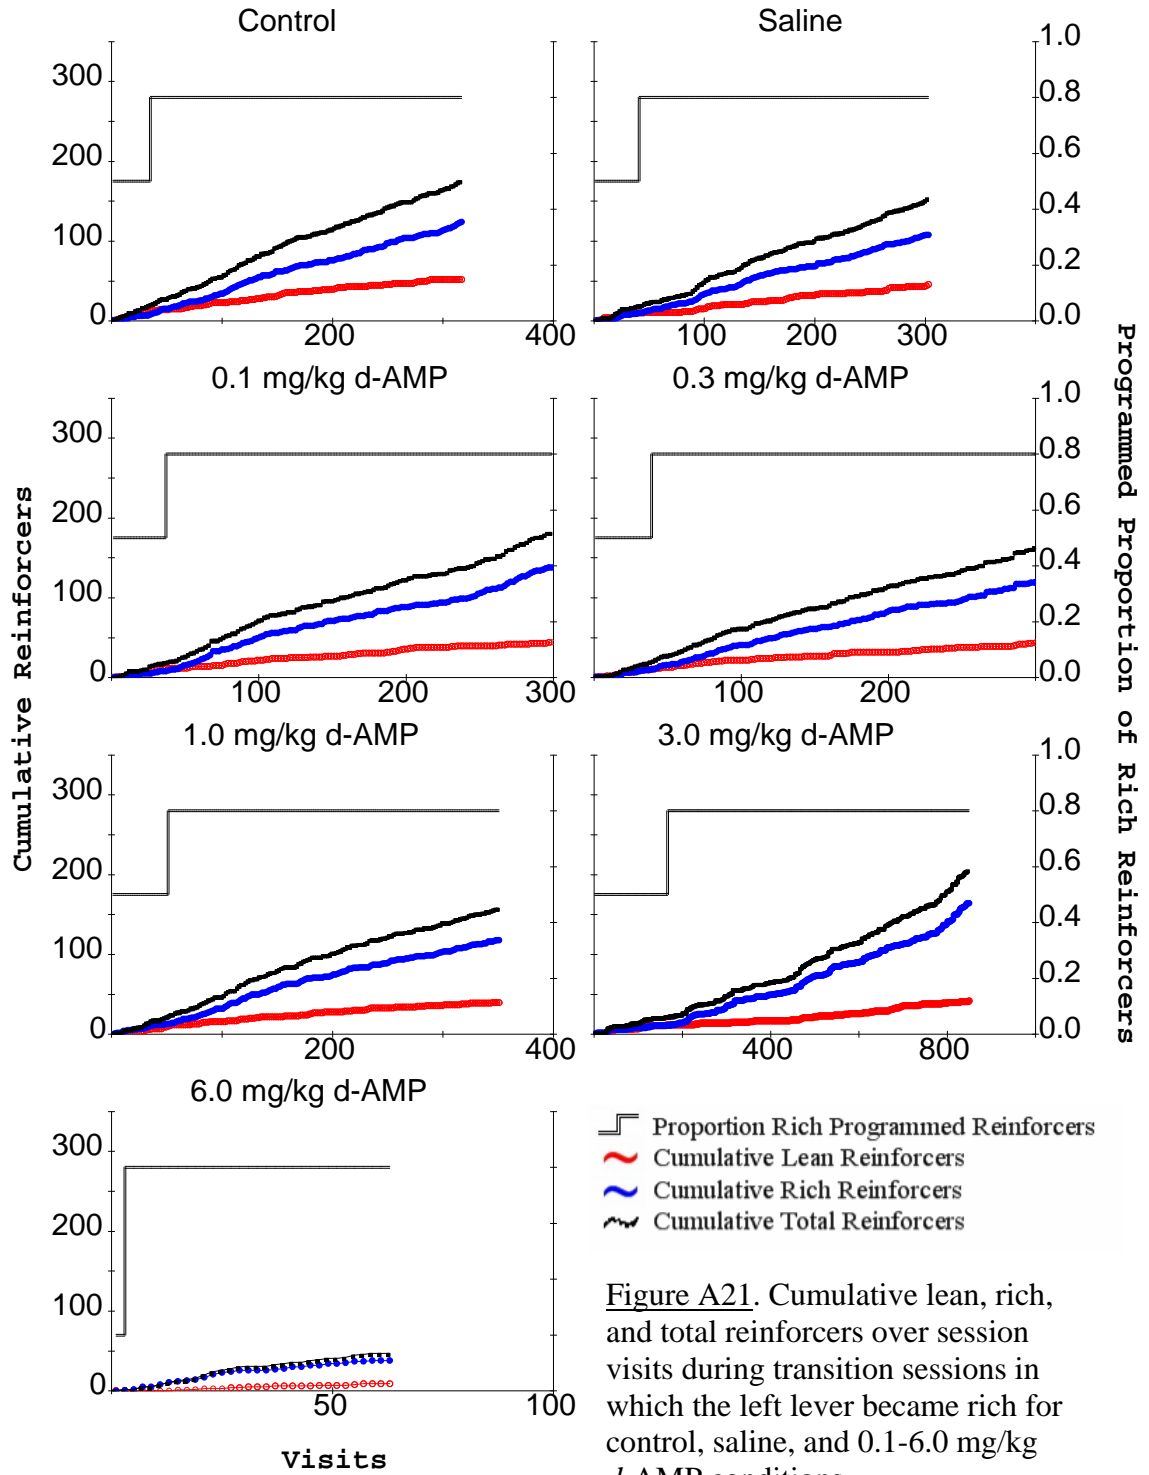 Control
Saline
300
200
100
0
200
400
1.0
0.8
0.6
0.4
0.2
0.0
100
200
300
0.1 mg/kg d-AMP
0.3 mg/kg d-AMP
300
200
100
0
100
200
300
1.0
0.8
0.6
0.4
0.2
0.0
100
200
1.0 mg/kg d-AMP
3.0 mg/kg d-AMP
300
200
100
0
200
400
1.0
0.8
0.6
0.4
0.2
0.0
400
800
6.0 mg/kg d-AMP
300
200
100
0
50
100
Cumulative Reinforcers
Programmed Proportion of Rich Reinforcers
Visits
Proportion Rich Programmed Reinforcers
Cumulative Lean Reinforcers
Cumulative Rich Reinforcers
Cumulative Total Reinforcers
Figure A21. Cumulative lean, rich,
and total reinforcers over session
visits during transition sessions in
which the left lever became rich for
control, saline, and 0.1-6.0 mg/kg
d-AMP conditions